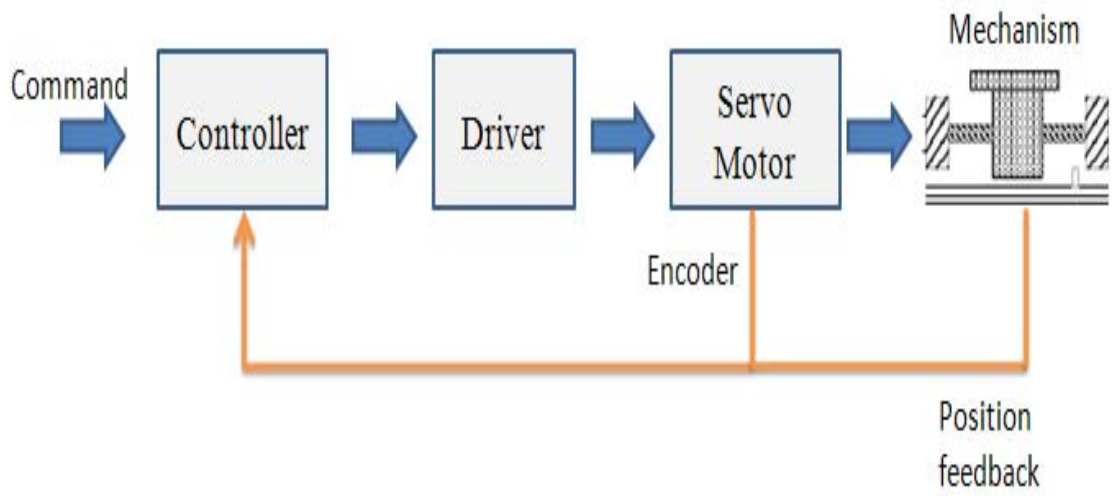 Mechanism
Command
Controller
Driver
Servo
Motor
Encoder
Position
feedback